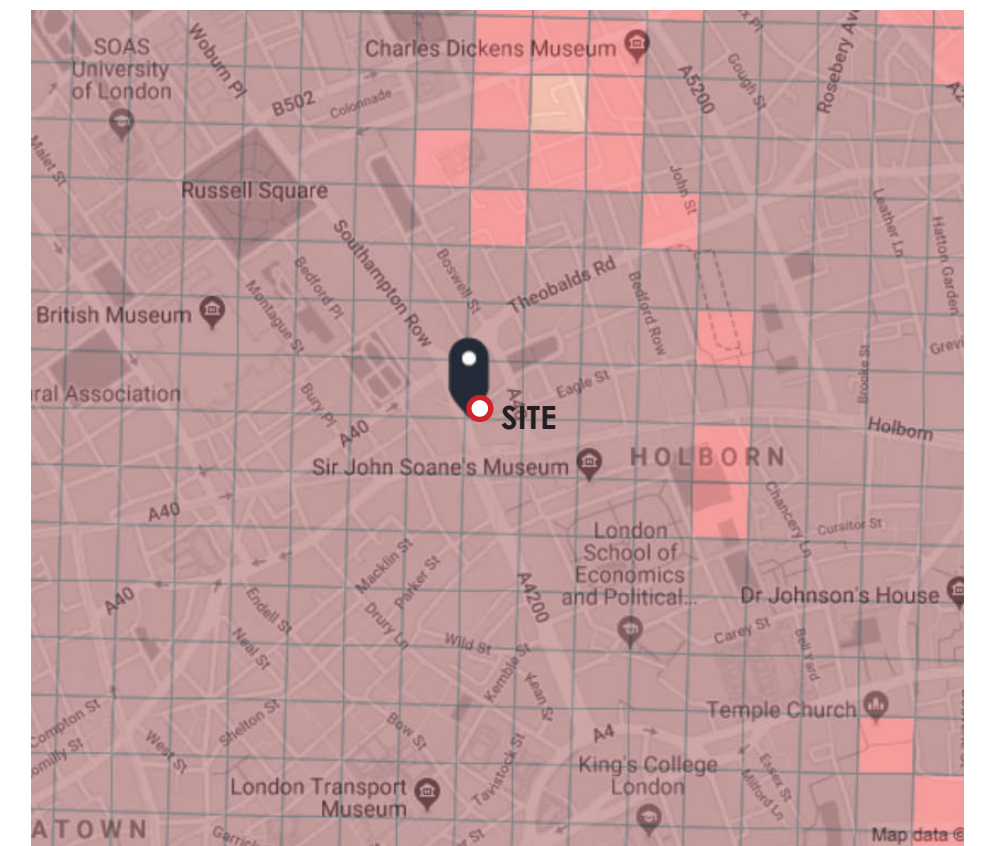 SOAS
University
of London
Woburn Pl
B502
Colonnade
Charles Dickens Museum
A5200
Gough St
Rosebery Av
Malet St
Russell Square
Southampton Row
Boswell St
Theobalds Rd
John St
Leather Ln
Hatton Garden
Bedford Pl
Montague St
Bedford Row
British Museum
Eagle St
Brooke St
Grevi
ural Association
Bury Pl
A40
SITE
Holborn
Sir John Soane's Museum
HOLBORN
A40
Chancery Ln
Cursitor St
London
School of
Economics
and Political...
Macklin St
Parker St
A4200
Dr Johnson's House
A40
Endell St
Neal St
Drury Ln
Wild St
Kemble St
Kean St
Carey St
Bell Yard
Temple Church
Compton St
omilly St
West St
Shelton St
Bow St
A4
King's College
London
Essex St
Milford Ln
London Transport
Museum
Tavistock St
ATOWN
Garric
St
Map data ©